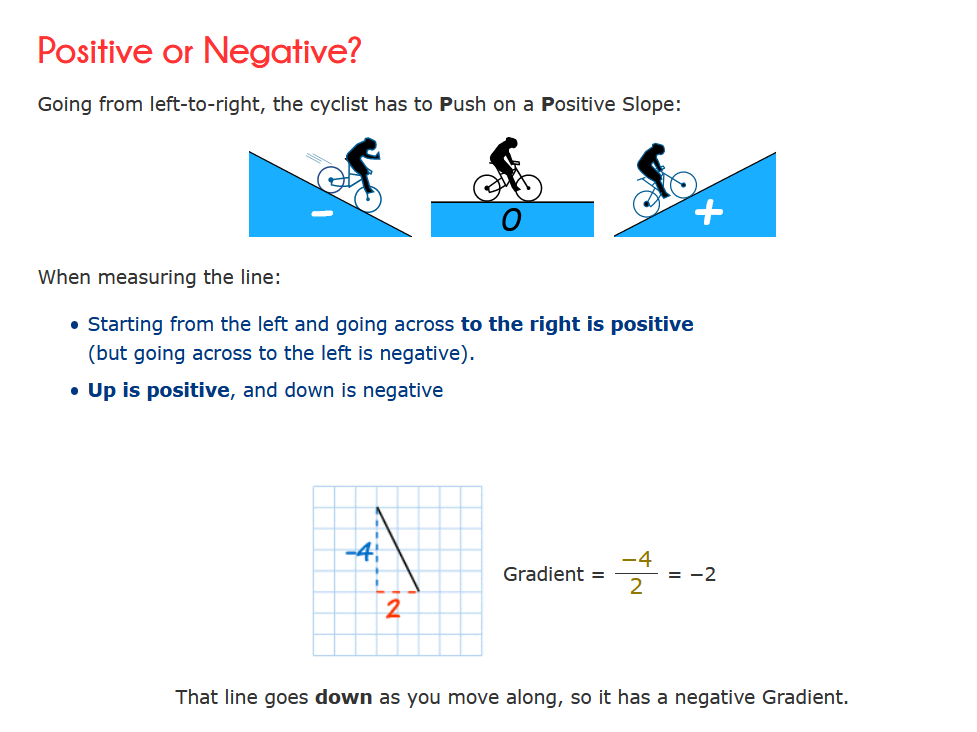 Positive or Negative?
Going from left-to-right, the cyclist has to Push on a Positive Slope:
− 0 +
When measuring the line:
• Starting from the left and going across to the right is positive
(but going across to the left is negative).
• Up is positive, and down is negative
-4
2
Gradient = −4/2 = −2
That line goes down as you move along, so it has a negative Gradient.